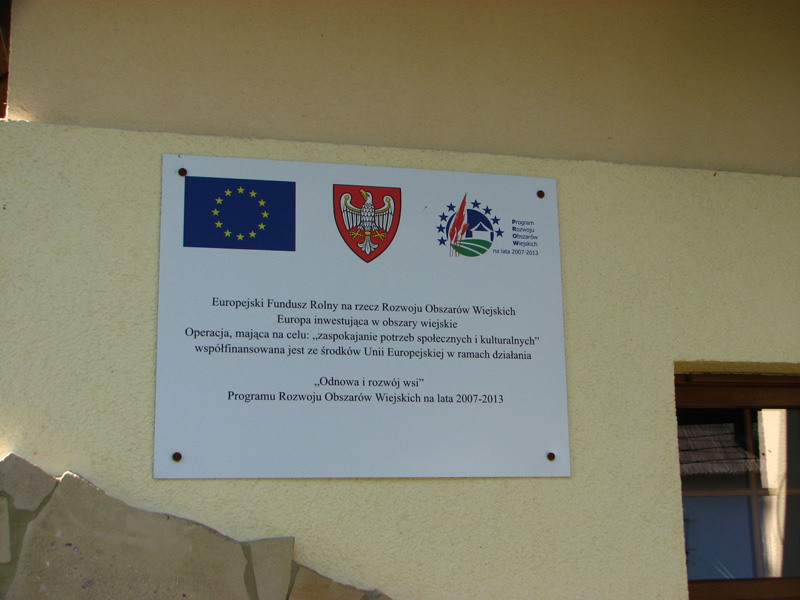 Program
Rozwoju
Obszarów
Wiejskich
na lata 2007-2013
Europejski Fundusz Rolny na rzecz Rozwoju Obszarów Wiejskich
Europa inwestująca w obszary wiejskie
Operacja, mająca na celu: „zaspokajanie potrzeb społecznych i kulturalnych”
współfinansowana jest ze środków Unii Europejskiej w ramach działania
„Odnowa i rozwój wsi”
Programu Rozwoju Obszarów Wiejskich na lata 2007-2013